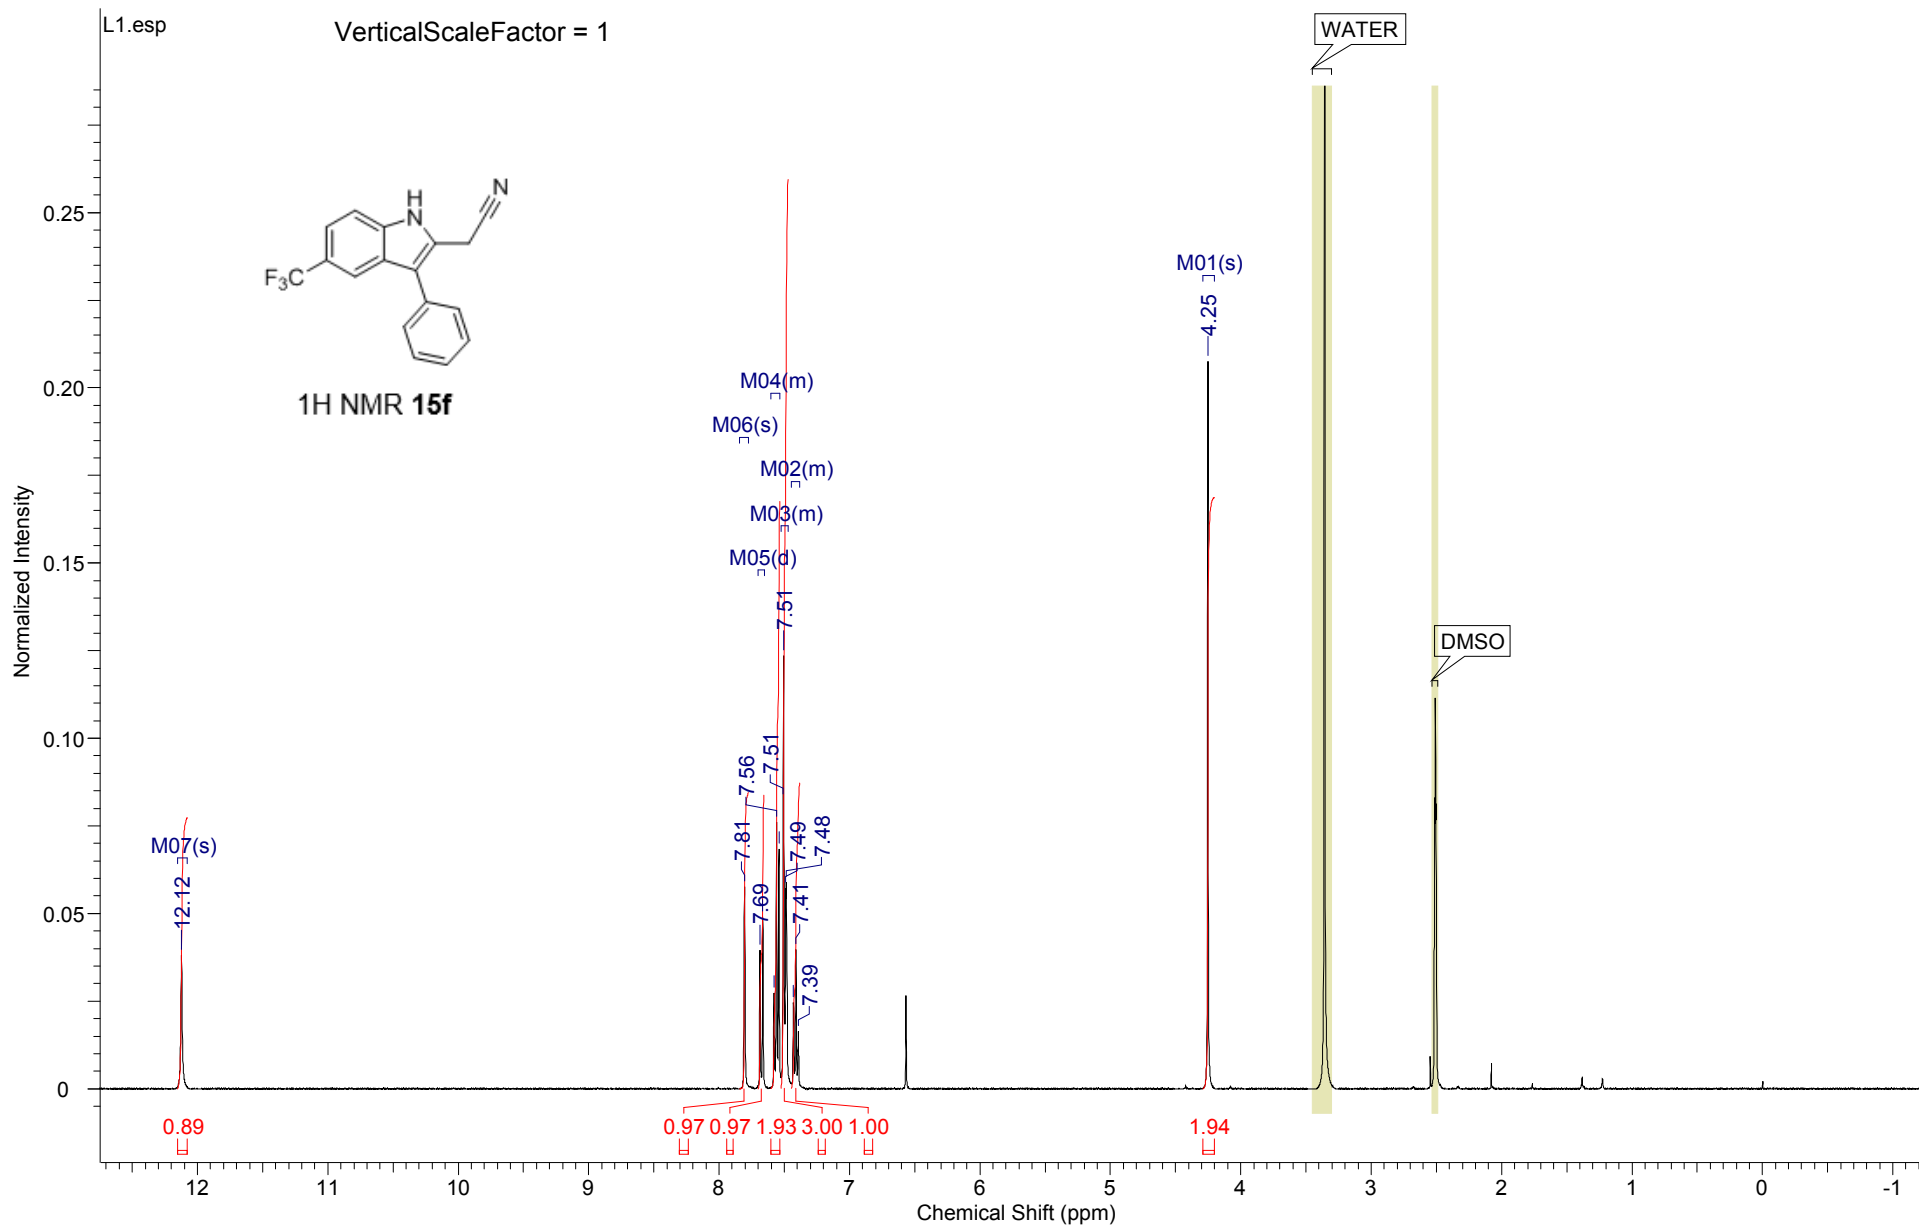 L1.esp
VerticalScaleFactor = 1
WATER
H
N
N
F3C
1H NMR 15f
M01(s)
4.25
M04(m)
M06(s)
M02(m)
M03(m)
M05(d)
7.51
DMSO
7.51
7.56
7.81
7.69
7.49
7.48
7.41
7.39
M07(s)
12.12
Normalized Intensity
0.25
0.20
0.15
0.10
0.05
0
0.89
0.97
0.97
1.93
3.00
1.00
1.94
12 11 10 9 8 7 6 5 4 3 2 1 0 -1
Chemical Shift (ppm)